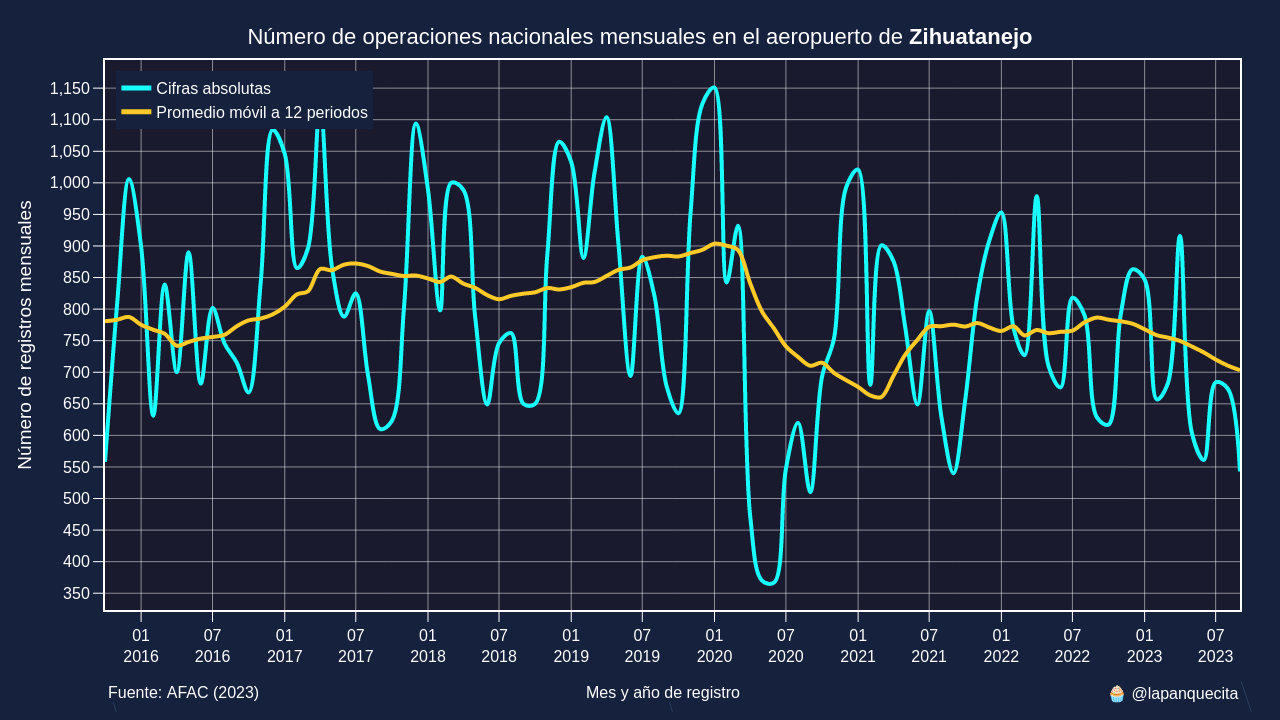 Número de operaciones nacionales mensuales en el aeropuerto de Zihuatanejo
Cifras absolutas
Promedio móvil a 12 periodos
Número de registros mensuales
1,150
1,100
1,050
1,000
950
900
850
800
750
700
650
600
550
500
450
400
350
01 07 01 07 01 07 01 07 01 07 01 07 01 07 01 07
2016 2016 2017 2017 2018 2018 2019 2019 2020 2020 2021 2021 2022 2022 2023 2023
Fuente: AFAC (2023) Mes y año de registro 🧁 @lapanquecita